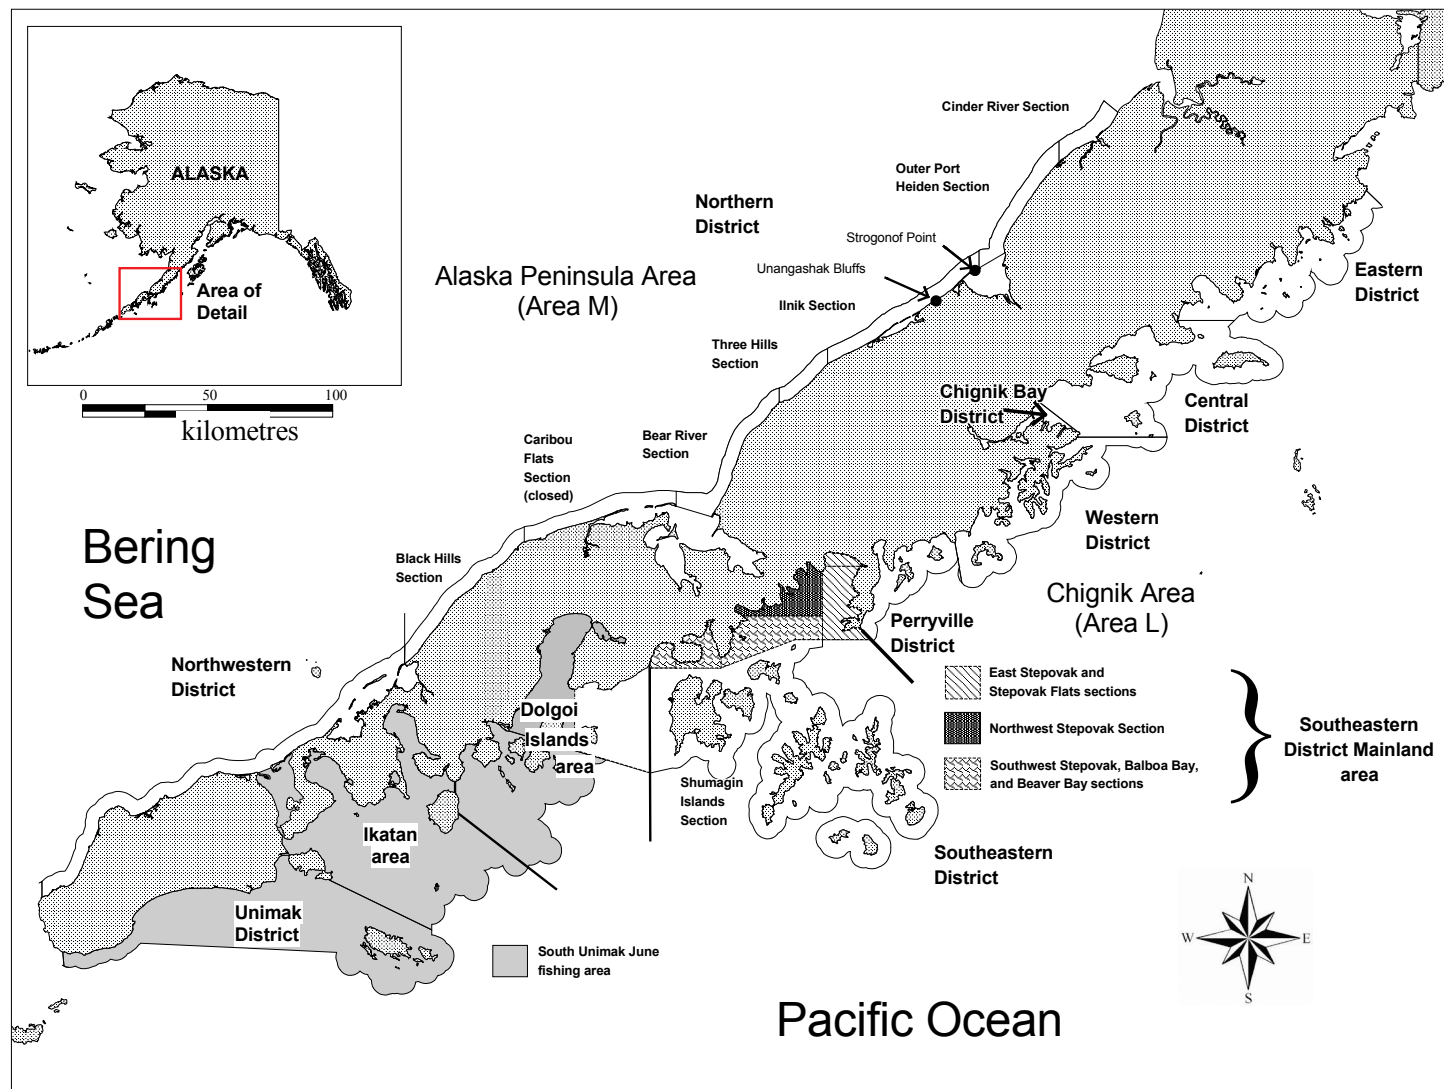 ALASKA
Area of
Detail
0 50 100
kilometres
Cinder River Section
Outer Port
Heiden Section
Northern
District
Strogonof Point
Unangashak Bluffs
Alaska Peninsula Area
(Area M)
Ilnik Section
Eastern
District
Three Hills
Section
Chignik Bay
District
Central
District
Caribou
Flats
Section
(closed)
Bear River
Section
Western
District
Bering
Sea
Black Hills
Section
Chignik Area
(Area L)
Perryville
District
Northwestern
District
East Stepovak and
Stepovak Flats sections
Northwest Stepovak Section
Southwest Stepovak, Balboa Bay,
and Beaver Bay sections
Southeastern
District Mainland
area
Dolgoi
Islands
area
Shumagin
Islands
Section
Ikatan
area
Southeastern
District
Unimak
District
South Unimak June
fishing area
N
W E
S
Pacific Ocean